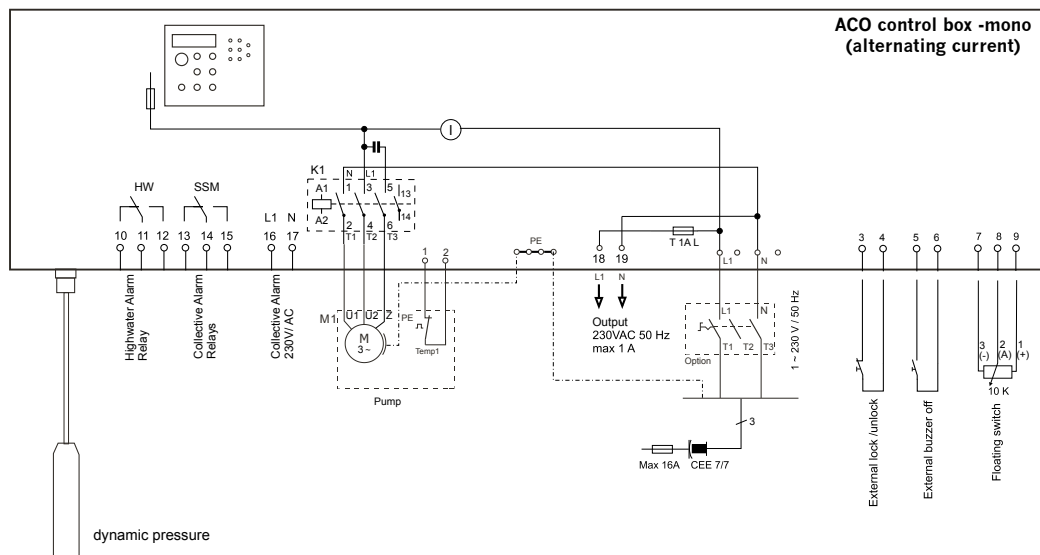 ACO control box -mono
(alternating current)
I
K1
N L1
A1 1 3 5 13
A2 2 4 6 14
T1 T2 T3
HW
SSM
L1 N
10 11 12 13 14 15 16 17
1 2
PE
18 19
T 1A L
L1 N
L1 N
3 4
5 6
7 8 9
Highwater Alarm
Relay
Collective Alarm
Relays
Collective Alarm
230V/ AC
M1
U1 U2 Z
PE
M
3~
Temp1
Pump
Output
230VAC 50 Hz
max 1 A
L1 N
T1 T2 T3
Option
1 ~ 230 V / 50 Hz
3
Max 16A
CEE 7/7
External lock /unlock
External buzzer off
3
(-)
2
(A)
1
(+)
10 K
Floating switch
dynamic pressure